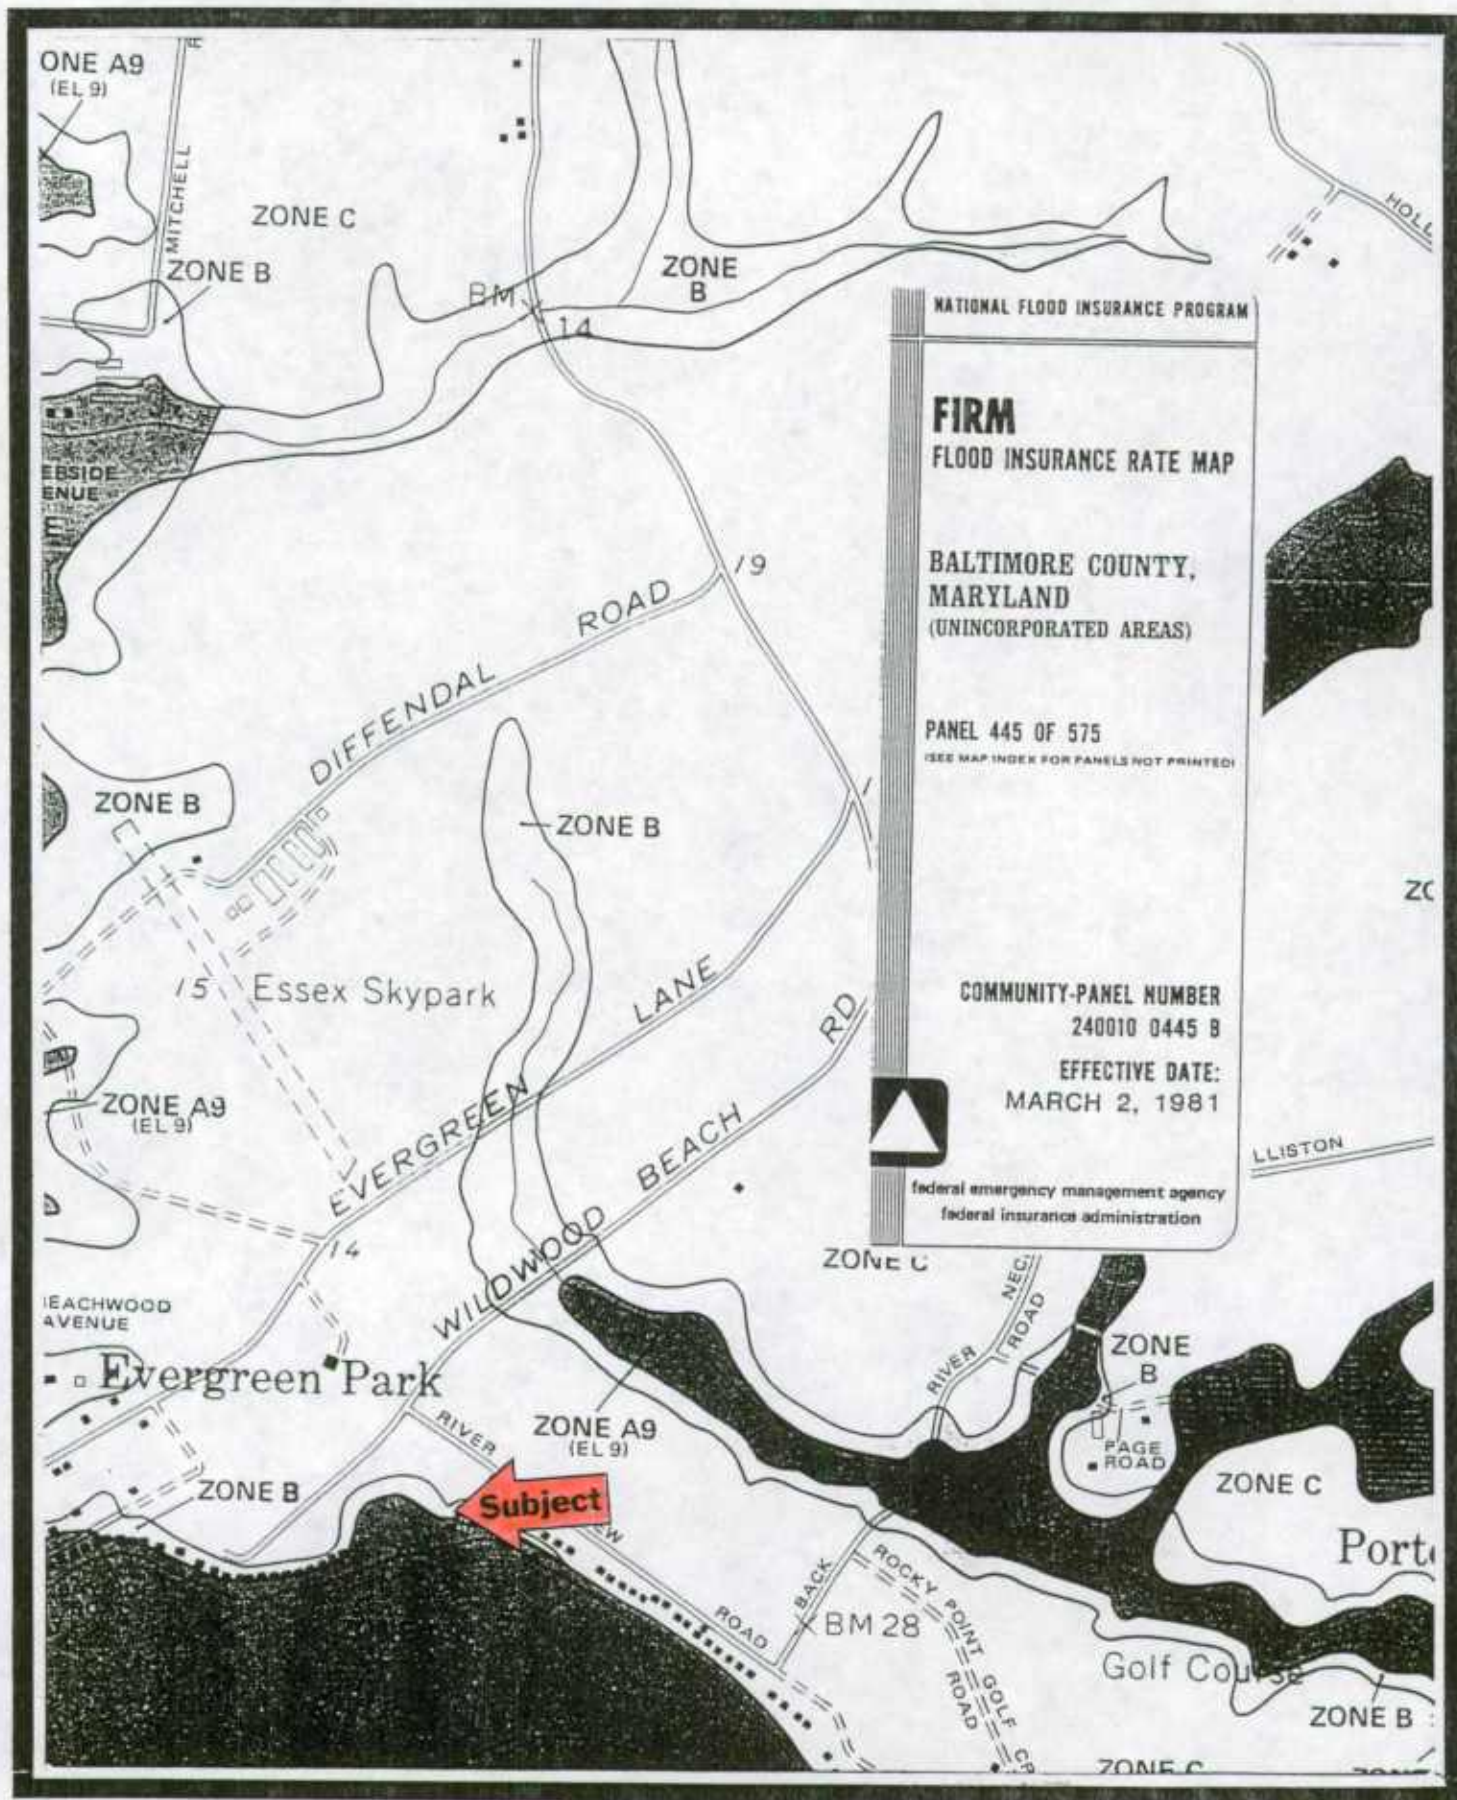 ONE A9
(EL 9)
MITCHELL
ZONE C
ZONE B
BM
14
ZONE
B
HOLL
NATIONAL FLOOD INSURANCE PROGRAM
FIRM
FLOOD INSURANCE RATE MAP
BALTIMORE COUNTY,
MARYLAND
(UNINCORPORATED AREAS)
PANEL 445 OF 575
(SEE MAP INDEX FOR PANELS NOT PRINTED)
COMMUNITY-PANEL NUMBER
240010 0445 B
EFFECTIVE DATE:
MARCH 2, 1981
federal emergency management agency
federal insurance administration
EBSIDE
ENUE
E
19
DIFFENDAL ROAD
ZONE B
ZONE B
ZO
15
Essex Skypark
EVERGREEN LANE
WILDWOOD BEACH RD
ZONE A9
(EL 9)
LLISTON
14
ZONE C
NEC
ROAD
RIVER
EACHWOOD
AVENUE
Evergreen Park
ZONE
B
RIVER
ZONE A9
(EL 9)
PAGE
ROAD
ZONE B
Subject
EW
ROAD
ZONE C
Porte
BACK
ROCKY POINT GOLF
ROAD
BM 28
Golf Course
ZONE B
ZONE C